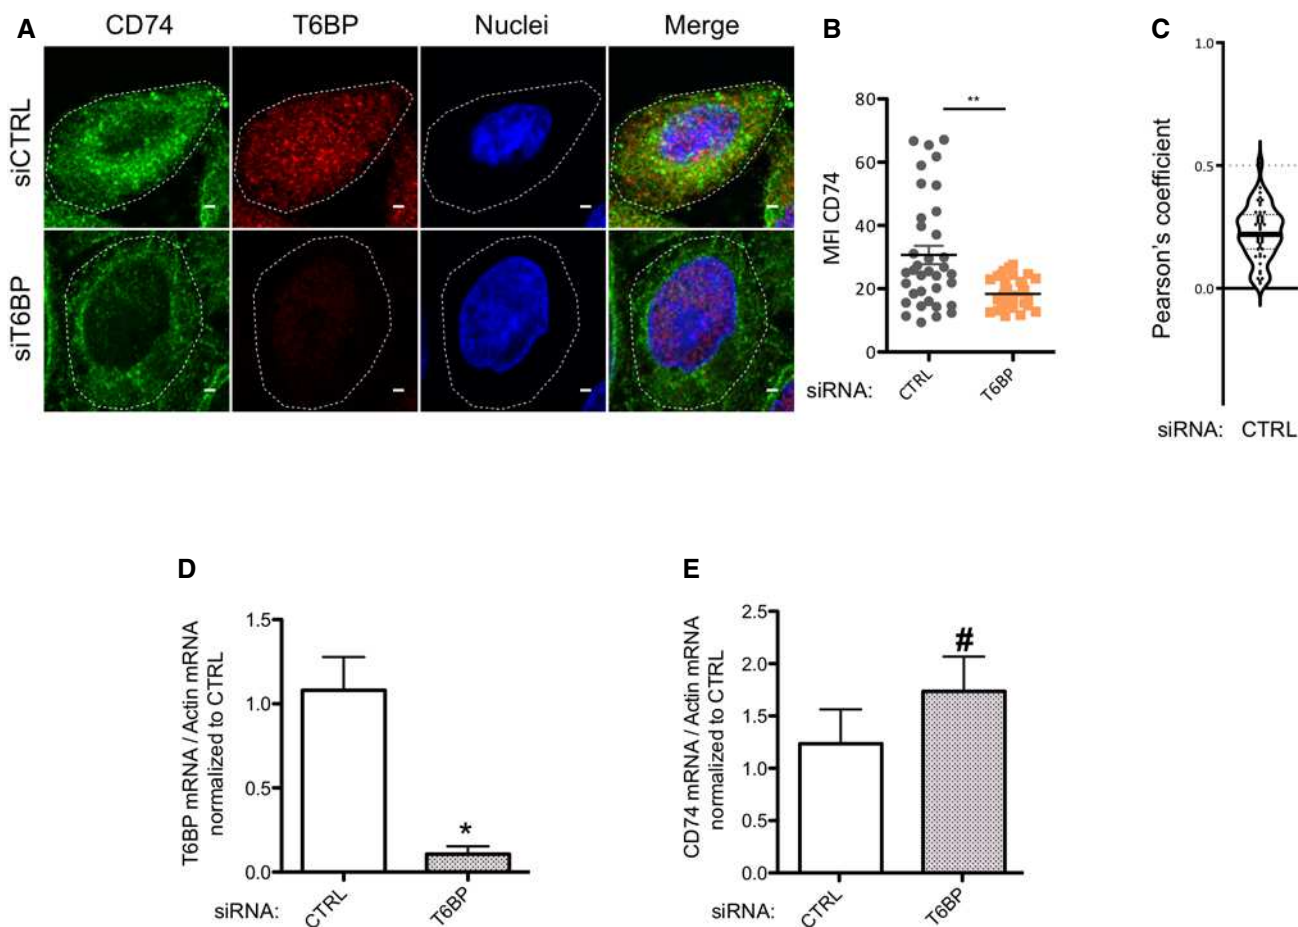 A
CD74
T6BP
Nuclei
Merge
siCTRL
siT6BP
B
**
80
60
40
20
0
MFI CD74
siRNA:
CTRL
T6BP
C
1.0
0.5
0.0
Pearson's coefficient
siRNA: CTRL
D
1.5
1.0
0.5
0.0
T6BP mRNA / Actin mRNA
normalized to CTRL
*
siRNA:
CTRL
T6BP
E
2.5
2.0
1.5
1.0
0.5
0.0
CD74 mRNA / Actin mRNA
normalized to CTRL
#
siRNA:
CTRL
T6BP